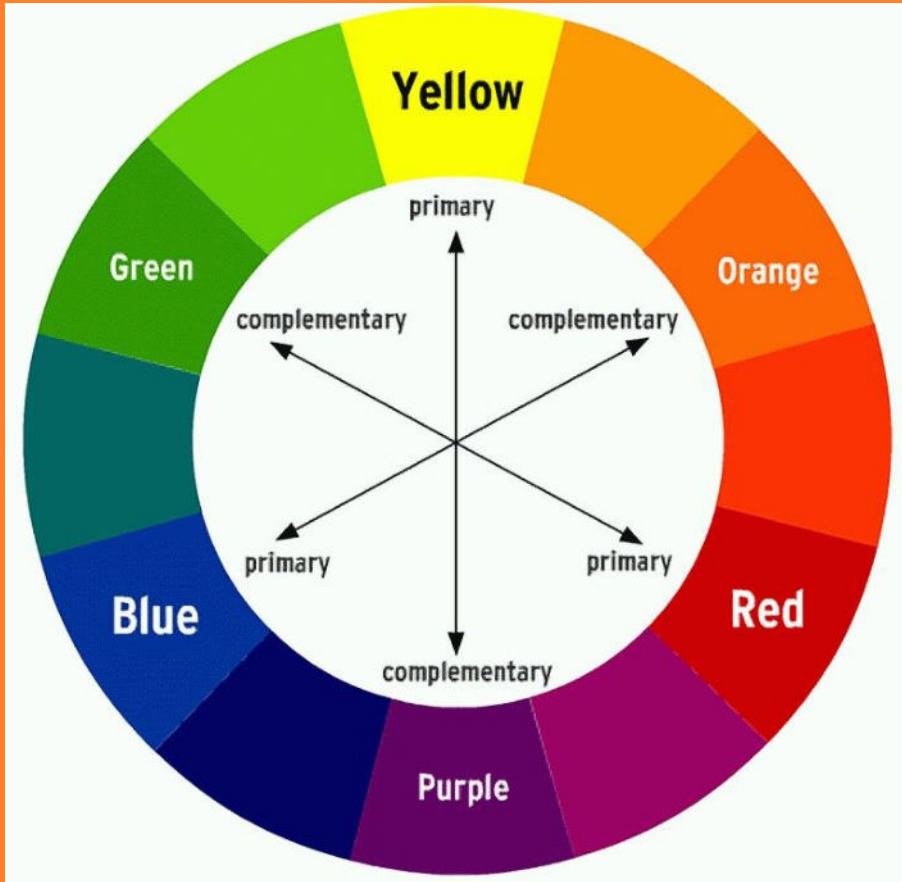 Yellow
primary
Green
Orange
complementary
complementary
primary
primary
Blue
Red
complementary
Purple